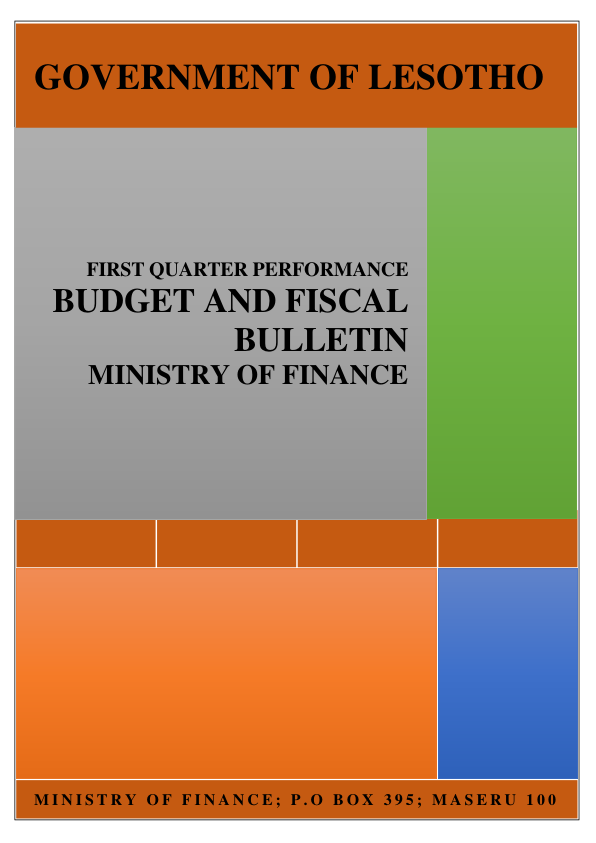 GOVERNMENT OF LESOTHO
FIRST QUARTER PERFORMANCE
BUDGET AND FISCAL
BULLETIN
MINISTRY OF FINANCE
MINISTRY OF FINANCE; P.O BOX 395; MASERU 100